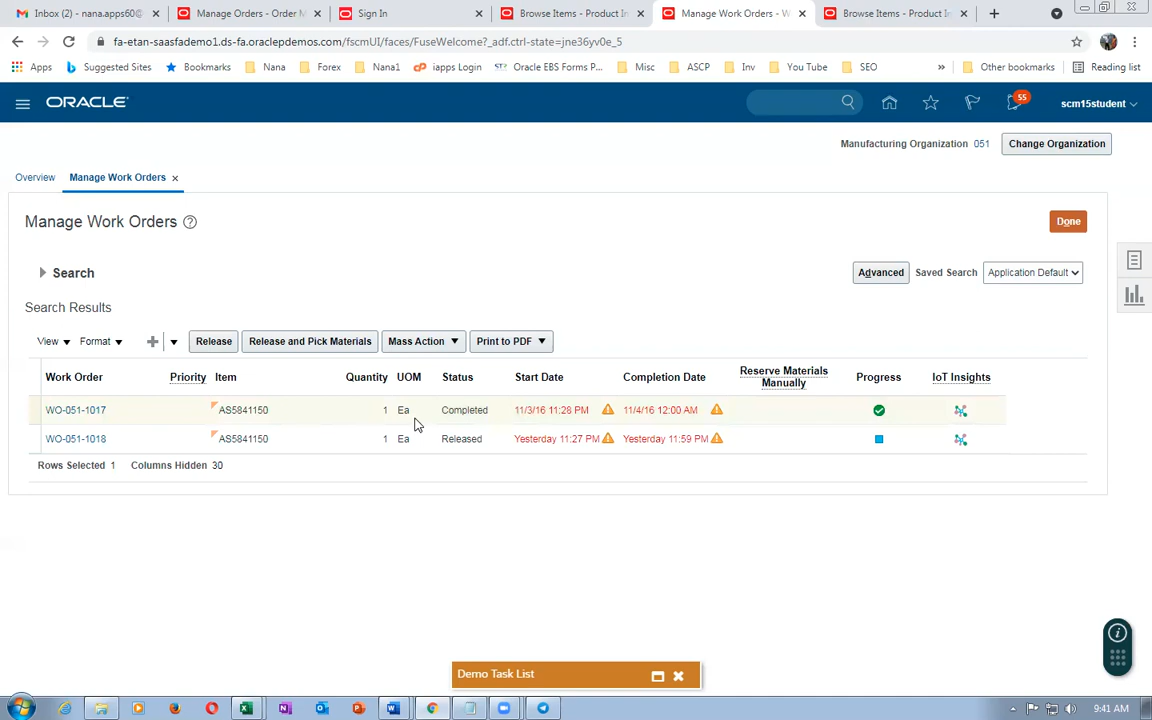 Inbox (2) - nana.apps60@
Manage Orders - Order M
Sign In
Browse Items - Product In
Manage Work Orders - W
Browse Items - Product In
fa-etan-saasfademo1.ds-fa.oraclepdemos.com/fscmUI/faces/FuseWelcome?_adf.ctrl-state=jne36yv0e_5
Apps Suggested Sites Bookmarks Nana Forex Nana1 iapps Login Oracle EBS Forms P... Misc ASCP Inv You Tube SEO » Other bookmarks Reading list
ORACLE 55 scm15student
Manufacturing Organization 051 Change Organization
Overview Manage Work Orders
Manage Work Orders Done
Search Advanced Saved Search Application Default
Search Results
View Format Release Release and Pick Materials Mass Action Print to PDF
Work Order Priority Item Quantity UOM Status Start Date Completion Date Reserve Materials Manually Progress IoT Insights
WO-051-1017 AS5841150 1 Ea Completed 11/3/16 11:28 PM 11/4/16 12:00 AM
WO-051-1018 AS5841150 1 Ea Released Yesterday 11:27 PM Yesterday 11:59 PM
Rows Selected 1 Columns Hidden 30
Demo Task List
9:41 AM